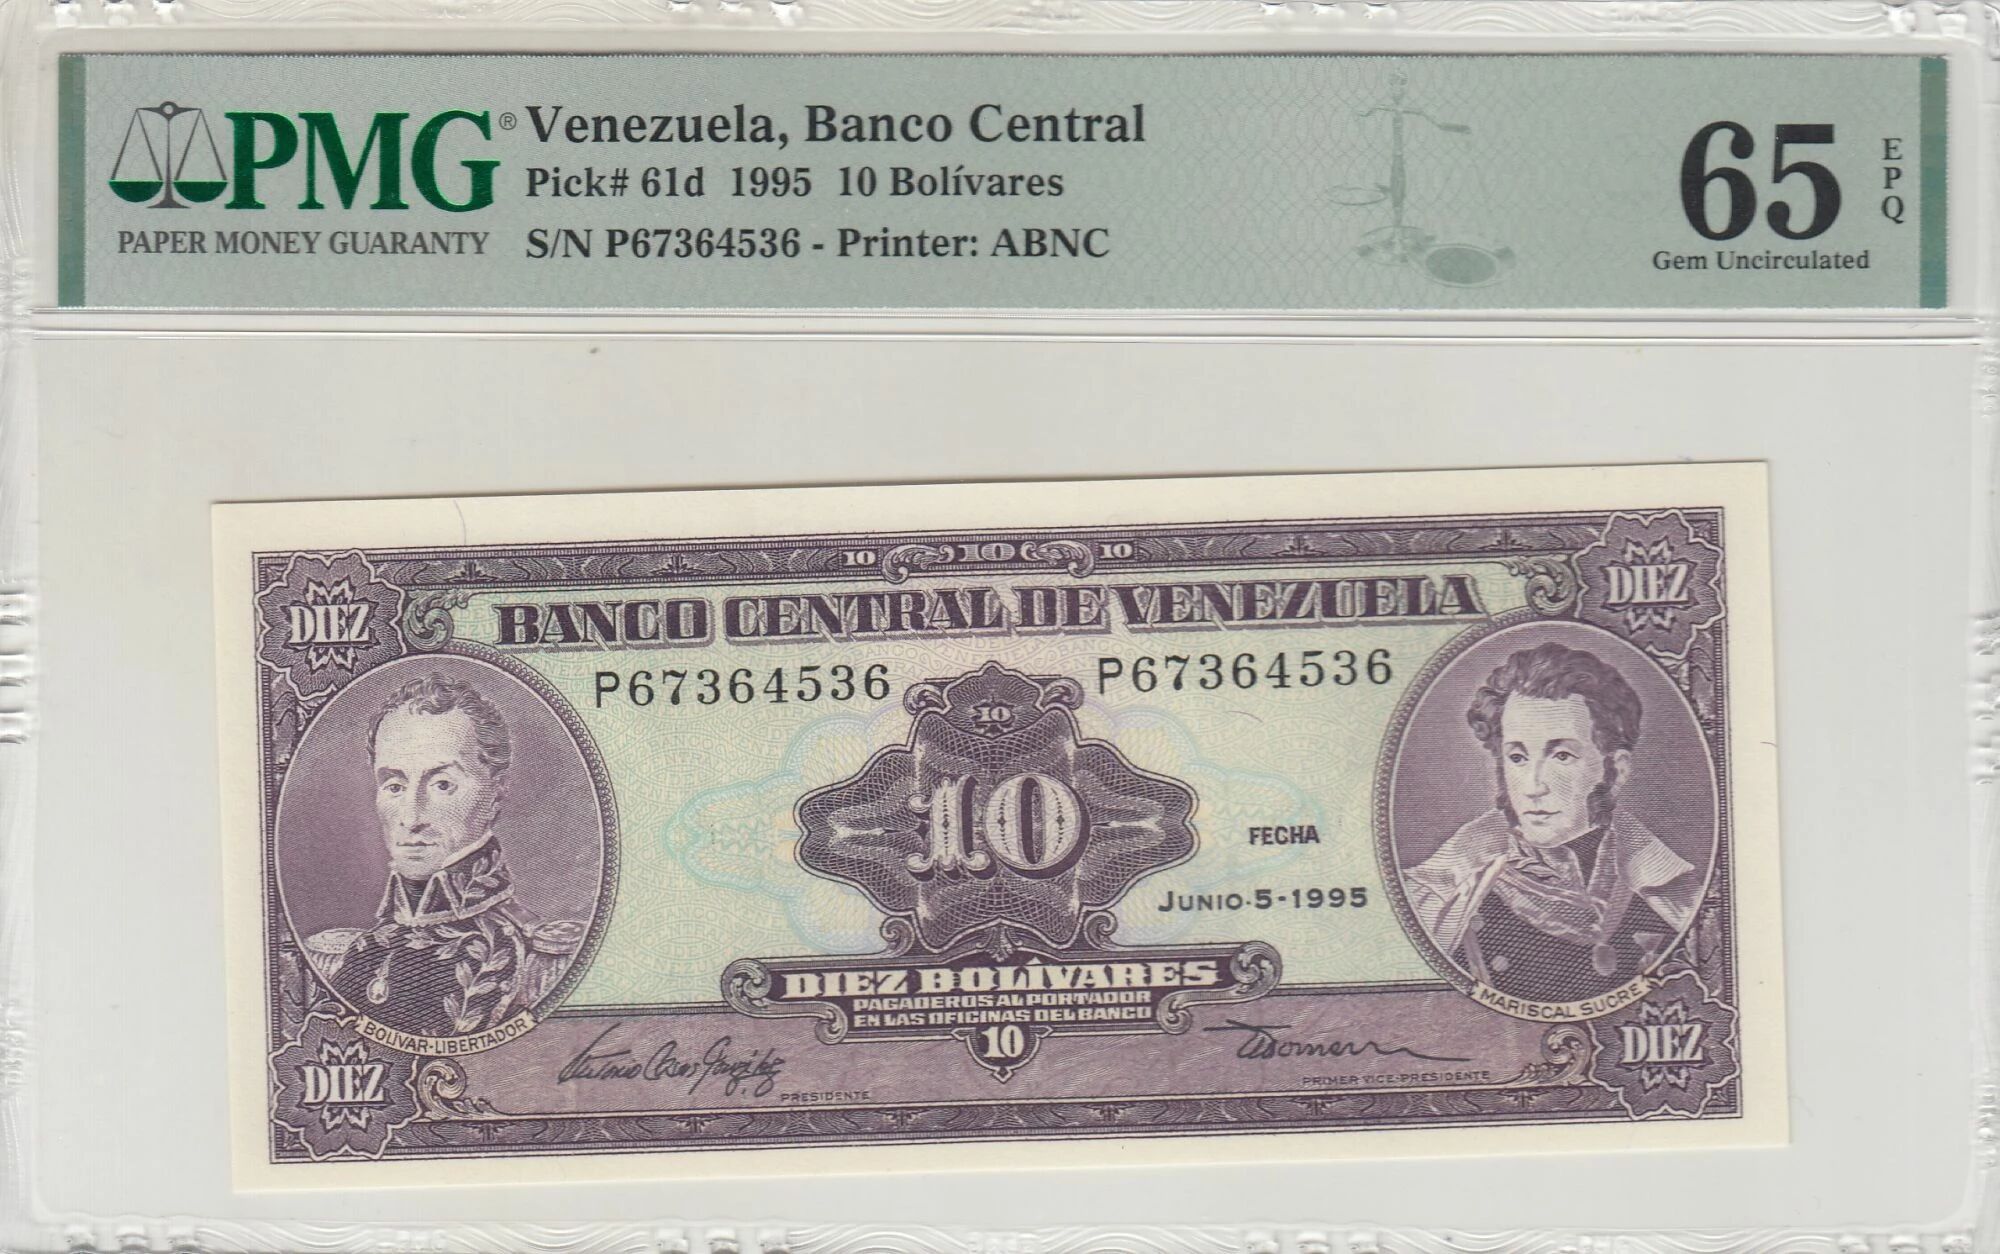 PMG® Venezuela, Banco Central
Pick# 61d 1995 10 Bolívares
PAPER MONEY GUARANTY
S/N P67364536 - Printer: ABNC
65
EPQ
Gem Uncirculated
10 10 10
DIEZ DIEZ
BANCO CENTRAL DE VENEZUELA
P67364536 P67364536
10
10
FECHA
JUNIO·5-1995
DIEZ BOLÍVARES
PAGADEROS AL PORTADOR
EN LAS OFICINAS DEL BANCO
BOLIVAR-LIBERTADOR
MARISCAL SUCRE
10
DIEZ DIEZ
PRESIDENTE
PRIMER VICE-PRESIDENTE